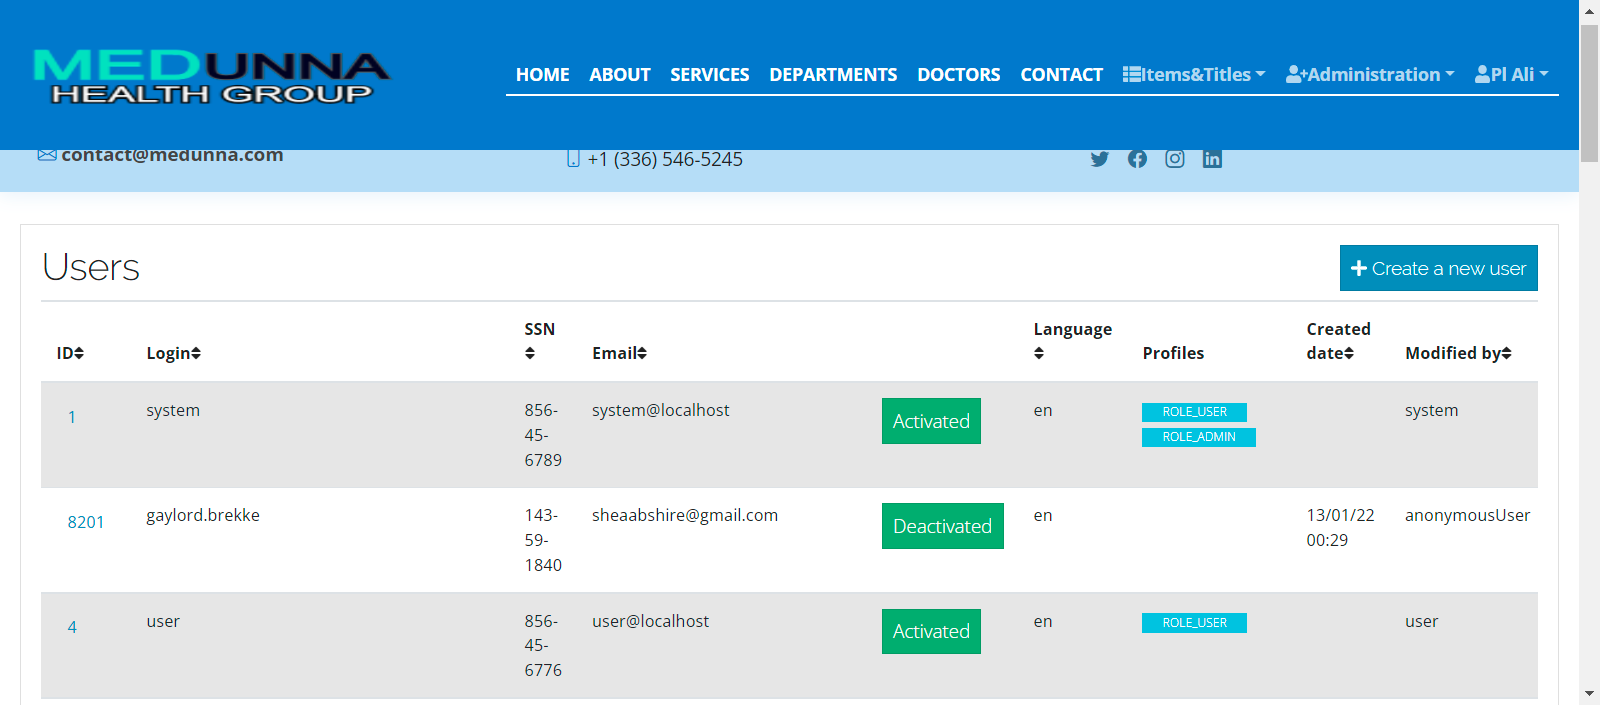 MEDUNNA
HEALTH GROUP
HOME ABOUT SERVICES DEPARTMENTS DOCTORS CONTACT Items&Titles Administration Pl Ali
contact@medunna.com +1 (336) 546-5245
Users
+ Create a new user
ID Login SSN Email Language Profiles Created date Modified by
1 system 856-45-6789 system@localhost Activated en ROLE_USER ROLE_ADMIN system
8201 gaylord.brekke 143-59-1840 sheaabshire@gmail.com Deactivated en 13/01/22 00:29 anonymousUser
4 user 856-45-6776 user@localhost Activated en ROLE_USER user